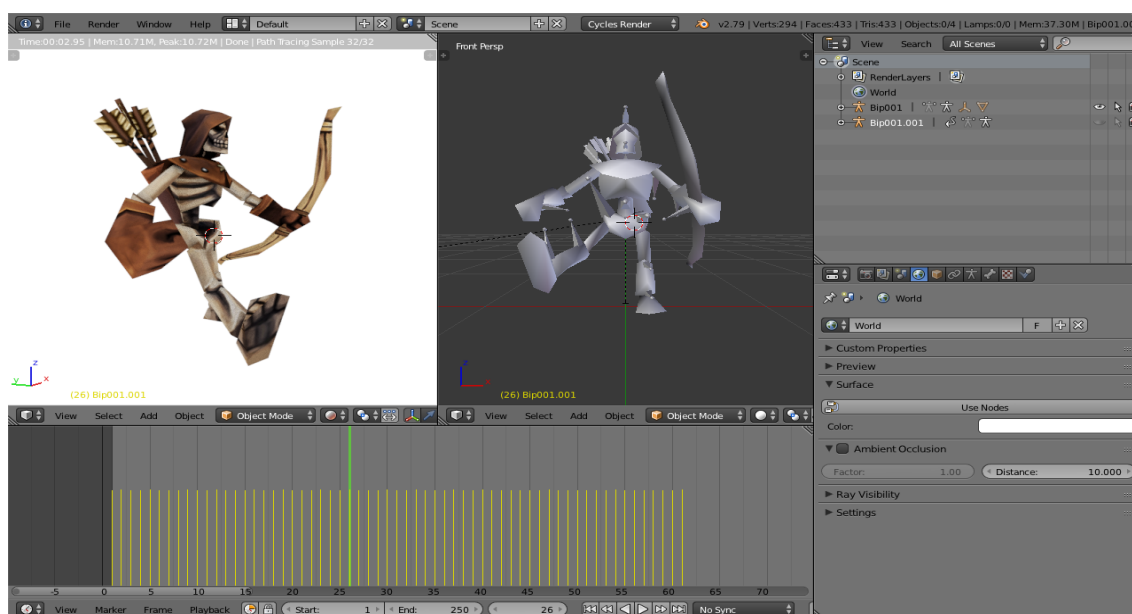 File Render Window Help Default Scene Cycles Render v2.79 | Verts:294 | Faces:433 | Tris:433 | Objects:0/4 | Lamps:0/0 | Mem:37.30M | Bip001.00
Time:00:02.95 | Mem:10.71M, Peak:10.72M | Done | Path Tracing Sample 32/32
Front Persp
View Search All Scenes
Scene
RenderLayers |
World
Bip001 |
Bip001.001 |
World
World F
Custom Properties
Preview
Surface
Use Nodes
Color:
Ambient Occlusion
Factor: 1.00 Distance: 10.000
Ray Visibility
Settings
z
y x
(26) Bip001.001
z
x
(26) Bip001.001
View Select Add Object Object Mode
View Select Add Object Object Mode
-5 0 5 10 15 20 25 30 35 40 45 50 55 60 65 70
View Marker Frame Playback Start: 1 End: 250 26 No Sync